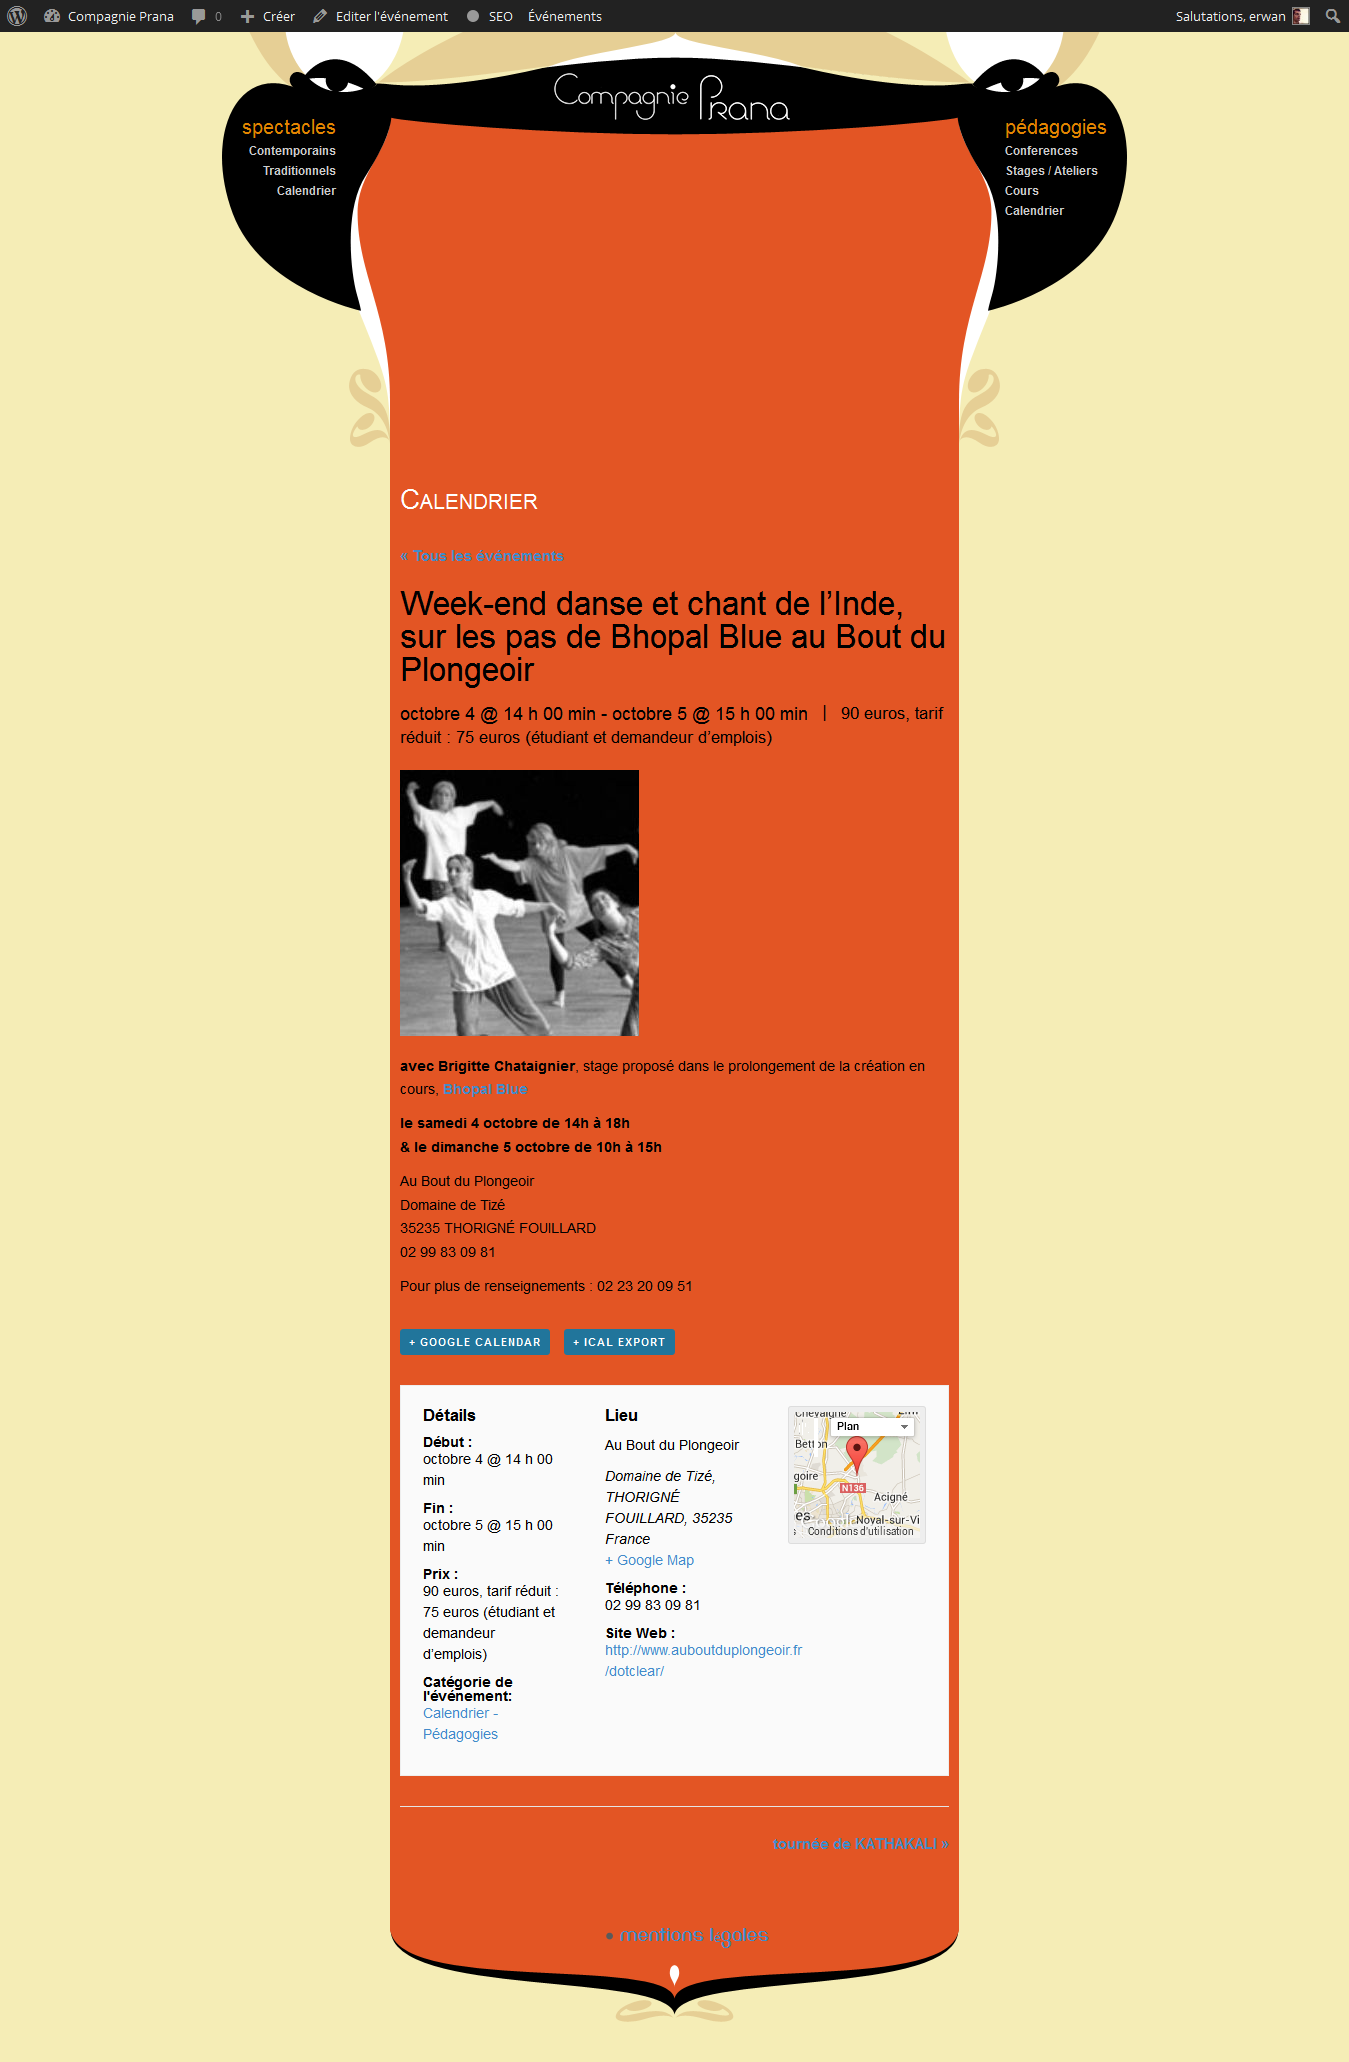 Compagnie Prana 0 Créer Editer l'événement SEO Événements Salutations, erwan
Compagnie Prana
spectacles
Contemporains
Traditionnels
Calendrier
pédagogies
Conferences
Stages / Ateliers
Cours
Calendrier
CALENDRIER
« Tous les événements
Week-end danse et chant de l’Inde,
sur les pas de Bhopal Blue au Bout du
Plongeoir
octobre 4 @ 14 h 00 min - octobre 5 @ 15 h 00 min | 90 euros, tarif
réduit : 75 euros (étudiant et demandeur d’emplois)
avec Brigitte Chataignier, stage proposé dans le prolongement de la création en
cours, Bhopal Blue
le samedi 4 octobre de 14h à 18h
& le dimanche 5 octobre de 10h à 15h
Au Bout du Plongeoir
Domaine de Tizé
35235 THORIGNÉ FOUILLARD
02 99 83 09 81
Pour plus de renseignements : 02 23 20 09 51
+ GOOGLE CALENDAR
+ ICAL EXPORT
Détails
Début :
octobre 4 @ 14 h 00
min
Fin :
octobre 5 @ 15 h 00
min
Prix :
90 euros, tarif réduit :
75 euros (étudiant et
demandeur
d’emplois)
Catégorie de
l'événement:
Calendrier -
Pédagogies
Lieu
Au Bout du Plongeoir
Domaine de Tizé,
THORIGNÉ
FOUILLARD, 35235
France
+ Google Map
Téléphone :
02 99 83 09 81
Site Web :
http://www.auboutduplongeoir.fr
/dotclear/
Chevaigné
Plan
Betton
goire
N136
Acigné
es
Noyal-sur-Vi
s Conditions d'utilisation
tournée de KATHAKALI »
• mentions légales